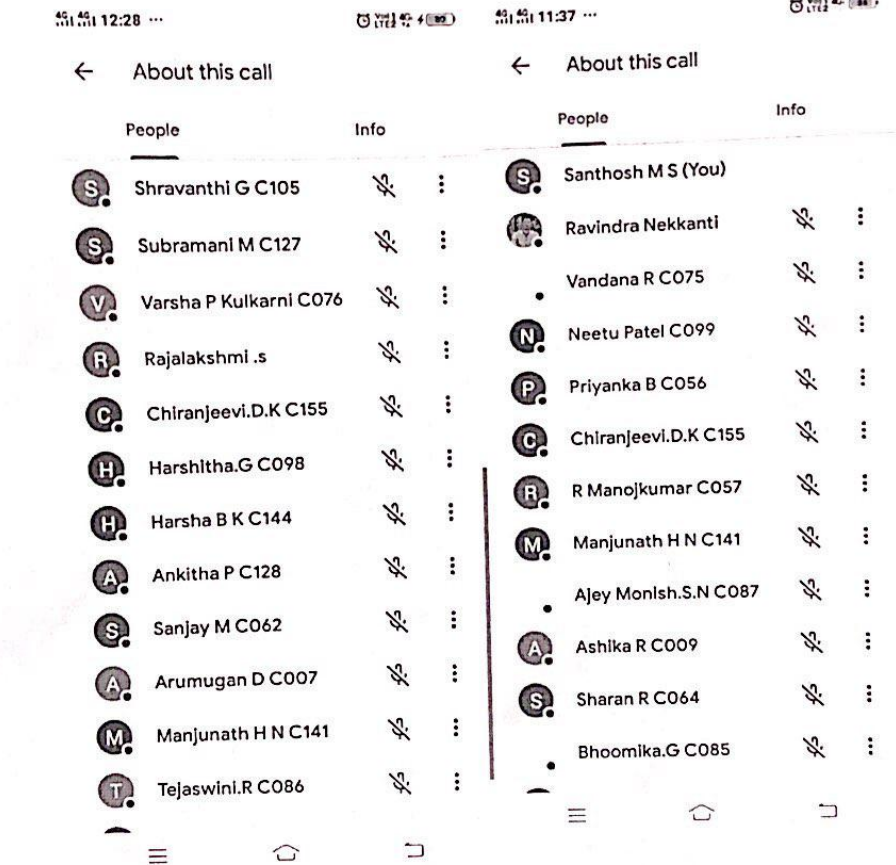 12:28 ...
About this call
People Info
Shravanthi G C105
Subramani M C127
Varsha P Kulkarni C076
Rajalakshmi .s
Chiranjeevi.D.K C155
Harshitha.G C098
Harsha B K C144
Ankitha P C128
Sanjay M C062
Arumugan D C007
Manjunath H N C141
Tejaswini.R C086
11:37 ...
About this call
People Info
Santhosh M S (You)
Ravindra Nekkanti
Vandana R C075
Neetu Patel C099
Priyanka B C056
Chiranjeevi.D.K C155
R Manojkumar C057
Manjunath H N C141
Ajey Monish.S.N C087
Ashika R C009
Sharan R C064
Bhoomika.G C085